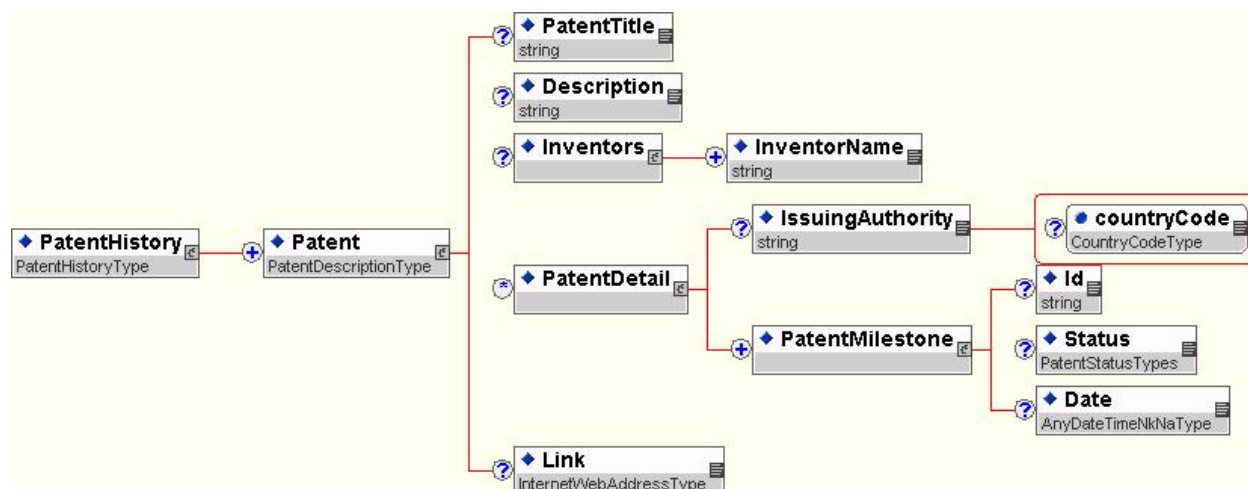 PatentTitle
string
Description
string
Inventors
InventorName
string
IssuingAuthority
string
countryCode
CountryCodeType
PatentHistory
PatentHistoryType
Patent
PatentDescriptionType
PatentDetail
Id
string
PatentMilestone
Status
PatentStatusTypes
Date
AnyDateTimeNkNaType
Link
InternetWebAddressType